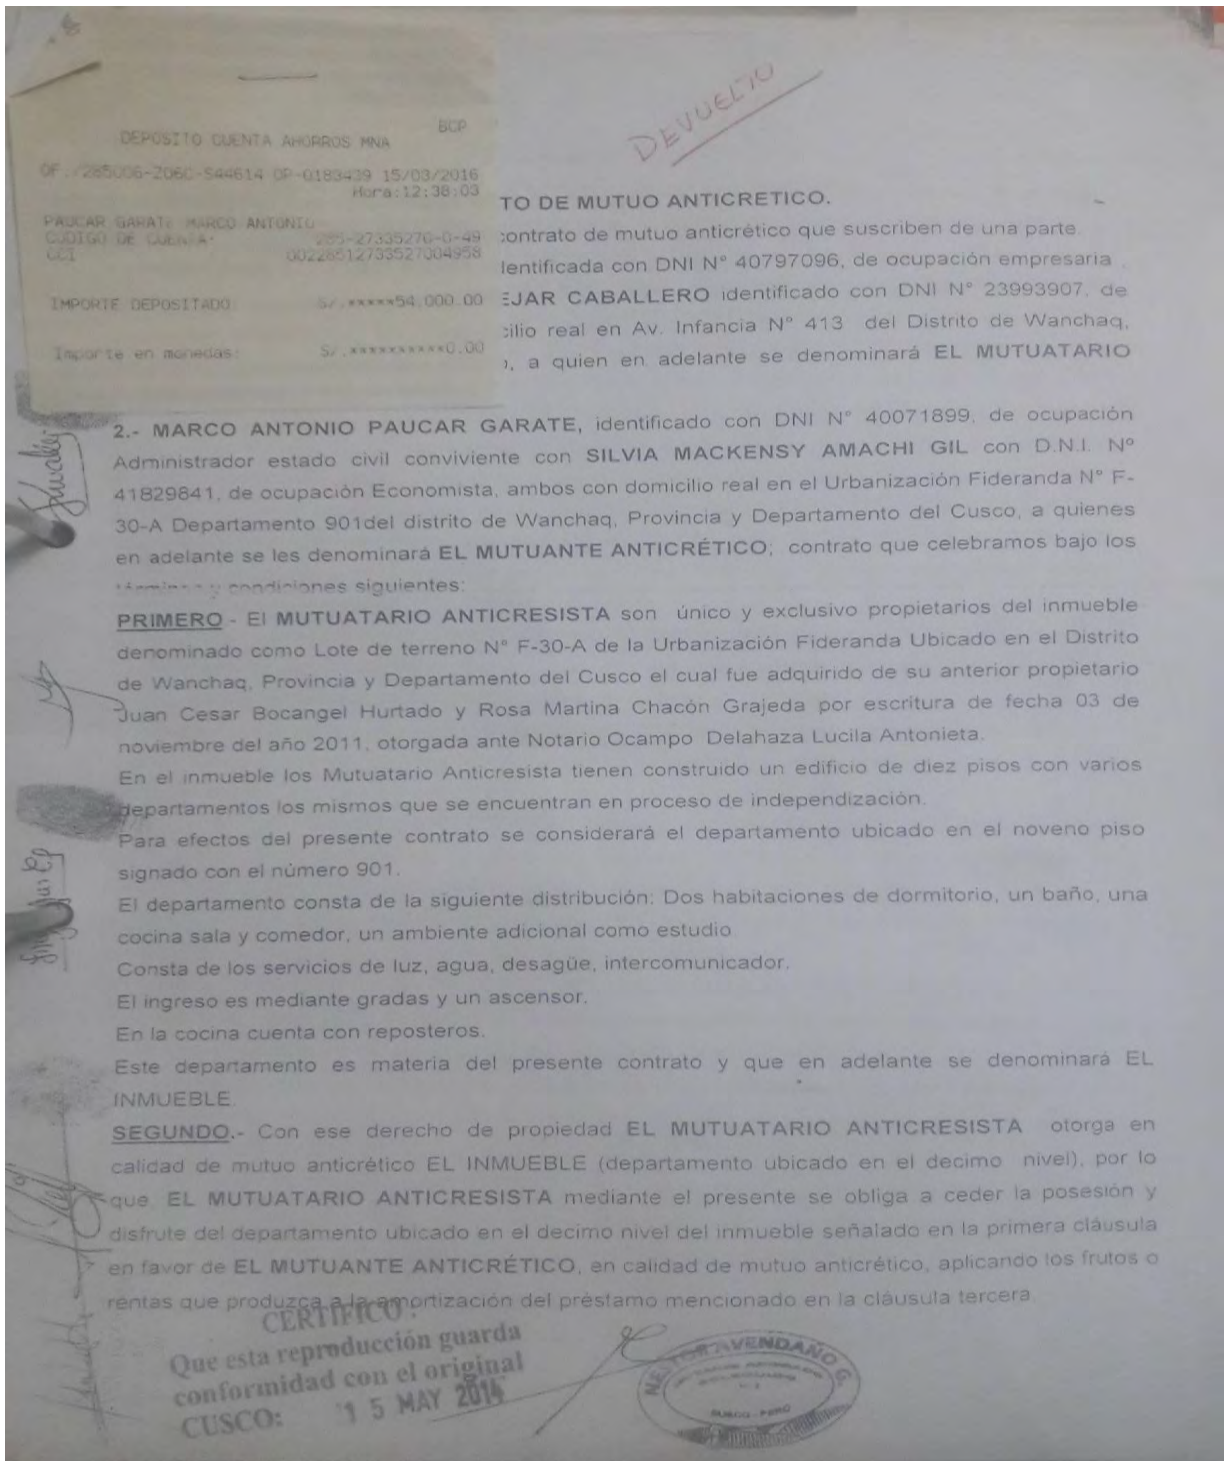 DEVUELTO
BCP
DEPOSITO CUENTA AHORROS MNA
OF.:285006-Z06C-S44614 OP-0183439 15/03/2016
Hora:12:38:03
PAUCAR GARATE MARCO ANTONIO
CODIGO DE CUENTA: 285-27335270-0-49
CCI 00228512733527004958
IMPORTE DEPOSITADO: S/.*****54,000.00
Importe en monedas: S/.**********0.00
TO DE MUTUO ANTICRETICO.
contrato de mutuo anticrético que suscriben de una parte
dentificada con DNI N° 40797096, de ocupación empresaria
EJAR CABALLERO identificado con DNI N° 23993907, de
cilio real en Av. Infancia N° 413 del Distrito de Wanchaq,
, a quien en adelante se denominará EL MUTUATARIO
2.- MARCO ANTONIO PAUCAR GARATE, identificado con DNI N° 40071899, de ocupación
Administrador estado civil conviviente con SILVIA MACKENSY AMACHI GIL con D.N.I. Nº
41829841, de ocupación Economista, ambos con domicilio real en el Urbanización Fideranda N° F-
30-A Departamento 901del distrito de Wanchaq, Provincia y Departamento del Cusco, a quienes
en adelante se les denominará EL MUTUANTE ANTICRÉTICO; contrato que celebramos bajo los
y condiciones siguientes:
PRIMERO.- El MUTUATARIO ANTICRESISTA son único y exclusivo propietarios del inmueble
denominado como Lote de terreno N° F-30-A de la Urbanización Fideranda Ubicado en el Distrito
de Wanchaq, Provincia y Departamento del Cusco el cual fue adquirido de su anterior propietario
Juan Cesar Bocangel Hurtado y Rosa Martina Chacón Grajeda por escritura de fecha 03 de
noviembre del año 2011, otorgada ante Notario Ocampo Delahaza Lucila Antonieta.
En el inmueble los Mutuatario Anticresista tienen construido un edificio de diez pisos con varios
departamentos los mismos que se encuentran en proceso de independización.
Para efectos del presente contrato se considerará el departamento ubicado en el noveno piso
signado con el número 901.
El departamento consta de la siguiente distribución: Dos habitaciones de dormitorio, un baño, una
cocina sala y comedor, un ambiente adicional como estudio
Consta de los servicios de luz, agua, desagüe, intercomunicador.
El ingreso es mediante gradas y un ascensor.
En la cocina cuenta con reposteros.
Este departamento es materia del presente contrato y que en adelante se denominará EL
INMUEBLE.
SEGUNDO.- Con ese derecho de propiedad EL MUTUATARIO ANTICRESISTA otorga en
calidad de mutuo anticrético EL INMUEBLE (departamento ubicado en el decimo nivel), por lo
que EL MUTUATARIO ANTICRESISTA mediante el presente se obliga a ceder la posesión y
disfrute del departamento ubicado en el decimo nivel del inmueble señalado en la primera cláusula
en favor de EL MUTUANTE ANTICRÉTICO, en calidad de mutuo anticrético, aplicando los frutos o
rentas que produzca a la amortización del préstamo mencionado en la cláusula tercera.
CERTIFICO:
Que esta reproducción guarda
conformidad con el original
CUSCO: 15 MAY 2014
NESTOR AVENDAÑO G.
CUSCO - PERÚ